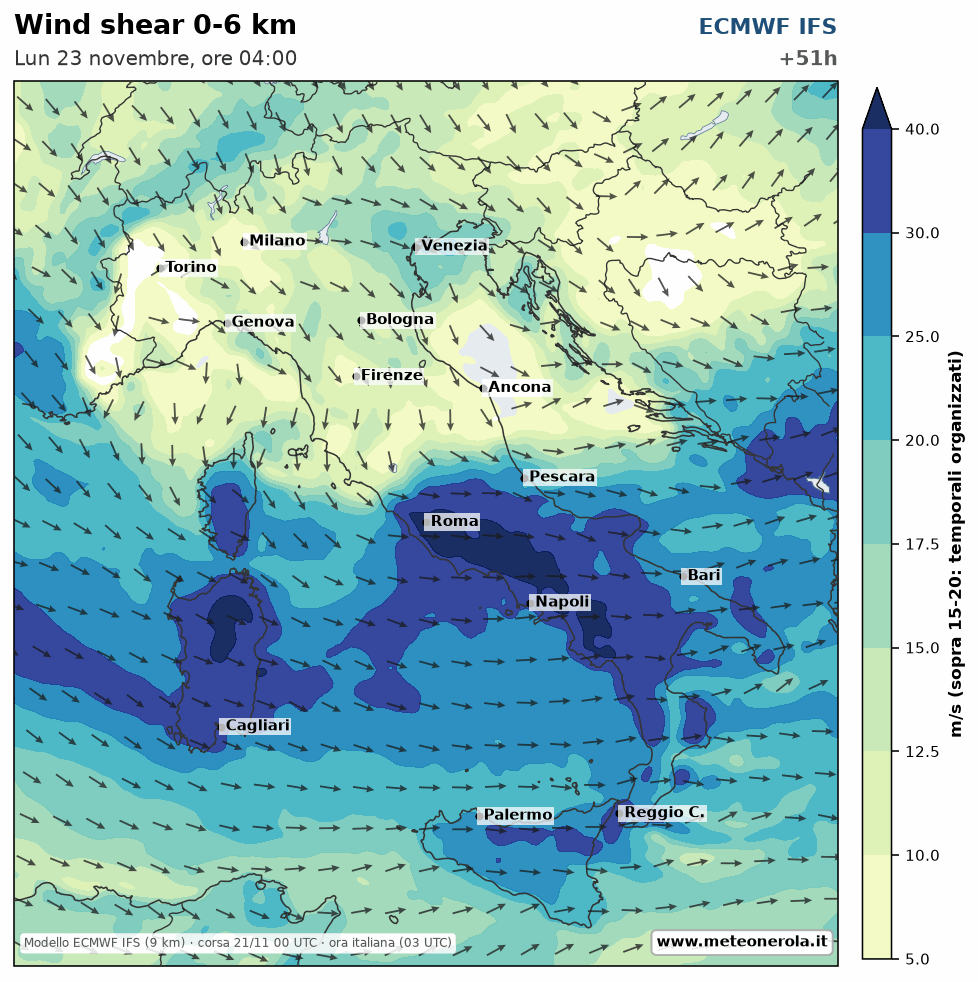 Wind shear 0-6 km
ECMWF IFS
Lun 23 novembre, ore 04:00
+51h
Milano
Venezia
Torino
Genova
Bologna
Firenze
Ancona
Pescara
Roma
Bari
Napoli
Cagliari
Palermo
Reggio C.
Modello ECMWF IFS (9 km) · corsa 21/11 00 UTC · ora italiana (03 UTC)
www.meteonerola.it
40.0
30.0
25.0
20.0
17.5
15.0
12.5
10.0
5.0
m/s (sopra 15-20: temporali organizzati)